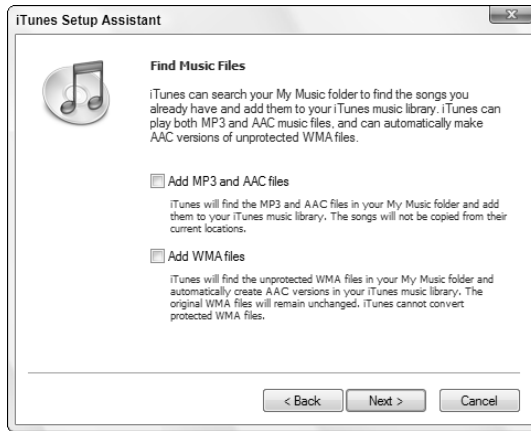 iTunes Setup Assistant
Find Music Files
iTunes can search your My Music folder to find the songs you
already have and add them to your iTunes music library. iTunes can
play both MP3 and AAC music files, and can automatically make
AAC versions of unprotected WMA files.
Add MP3 and AAC files
iTunes will find the MP3 and AAC files in your My Music folder and add
them to your iTunes music library. The songs will not be copied from their
current locations.
Add WMA files
iTunes will find the unprotected WMA files in your My Music folder and
automatically create AAC versions in your iTunes music library. The
original WMA files will remain unchanged. iTunes cannot convert
protected WMA files.
< Back Next > Cancel